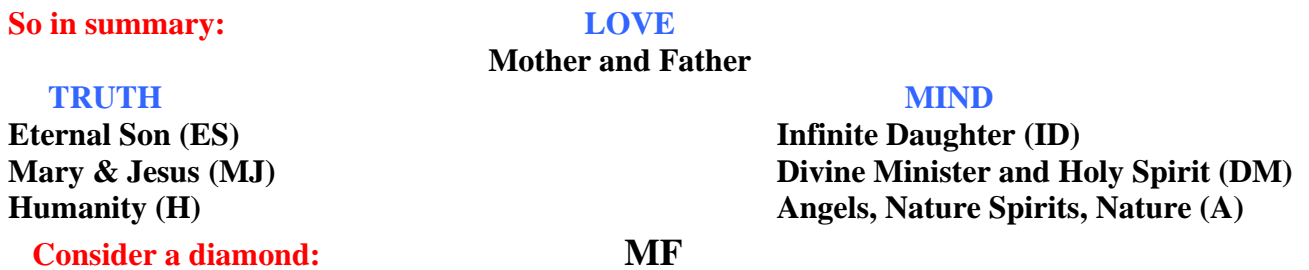 So in summary: LOVE
Mother and Father
TRUTH MIND
Eternal Son (ES) Infinite Daughter (ID)
Mary & Jesus (MJ) Divine Minister and Holy Spirit (DM)
Humanity (H) Angels, Nature Spirits, Nature (A)
Consider a diamond: MF